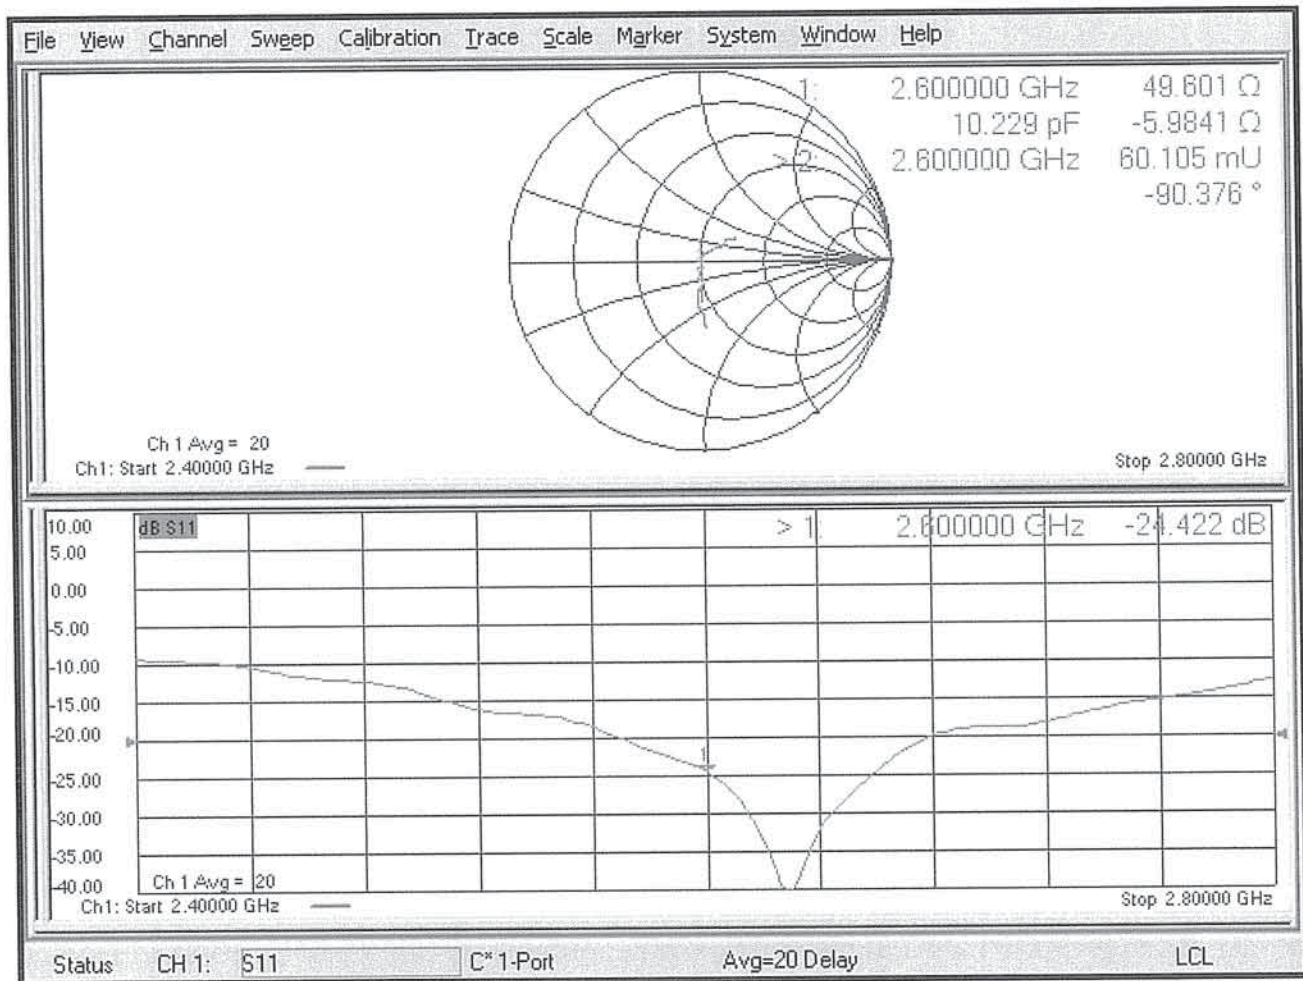 File View Channel Sweep Calibration Trace Scale Marker System Window Help
1: 2.600000 GHz 49.601 Ω
10.229 pF -5.9841 Ω
> 2: 2.600000 GHz 60.105 mU
-90.376 °
Ch 1 Avg = 20
Ch1: Start 2.40000 GHz
Stop 2.80000 GHz
10.00
dB S11
> 1: 2.600000 GHz -24.422 dB
5.00
0.00
-5.00
-10.00
-15.00
-20.00
1
-25.00
-30.00
-35.00
-40.00
Ch 1 Avg = 20
Ch1: Start 2.40000 GHz
Stop 2.80000 GHz
Status CH 1: S11 C* 1-Port Avg=20 Delay LCL